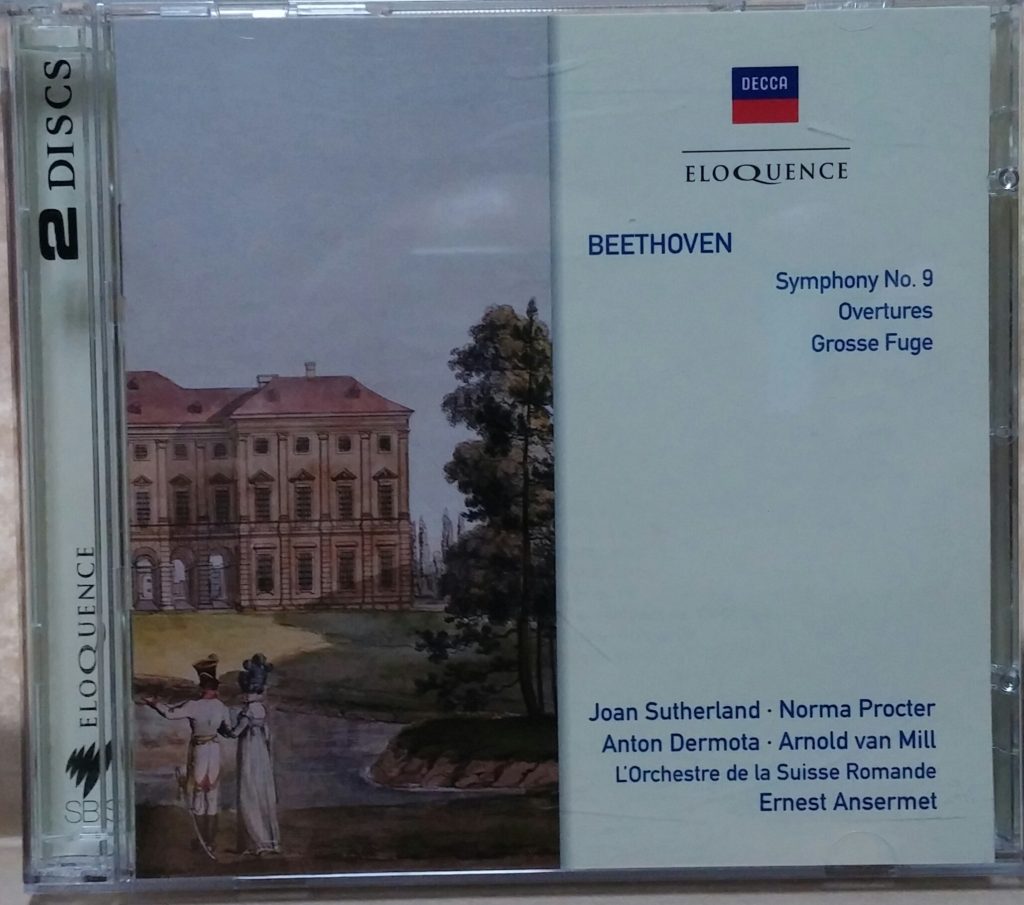 2 DISCS
ELOQUENCE
SBS
DECCA
ELOQUENCE
BEETHOVEN
Symphony No. 9
Overtures
Grosse Fuge
Joan Sutherland · Norma Procter
Anton Dermota · Arnold van Mill
L'Orchestre de la Suisse Romande
Ernest Ansermet